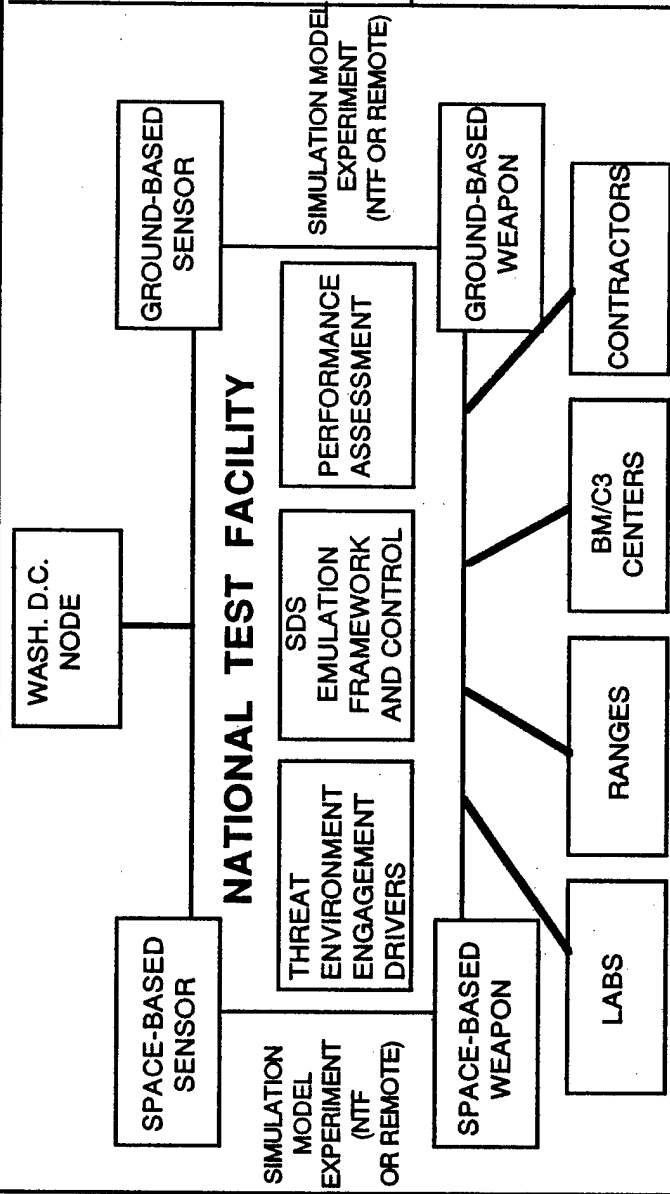 WASH. D.C.
NODE
SPACE-BASED
SENSOR
GROUND-BASED
SENSOR
NATIONAL TEST FACILITY
SIMULATION
MODEL
EXPERIMENT
(NTF
OR REMOTE)
THREAT
ENVIRONMENT
ENGAGEMENT
DRIVERS
SDS
EMULATION
FRAMEWORK
AND CONTROL
PERFORMANCE
ASSESSMENT
SIMULATION MODEL
EXPERIMENT
(NTF OR REMOTE)
SPACE-BASED
WEAPON
GROUND-BASED
WEAPON
LABS
RANGES
BM/C3
CENTERS
CONTRACTORS